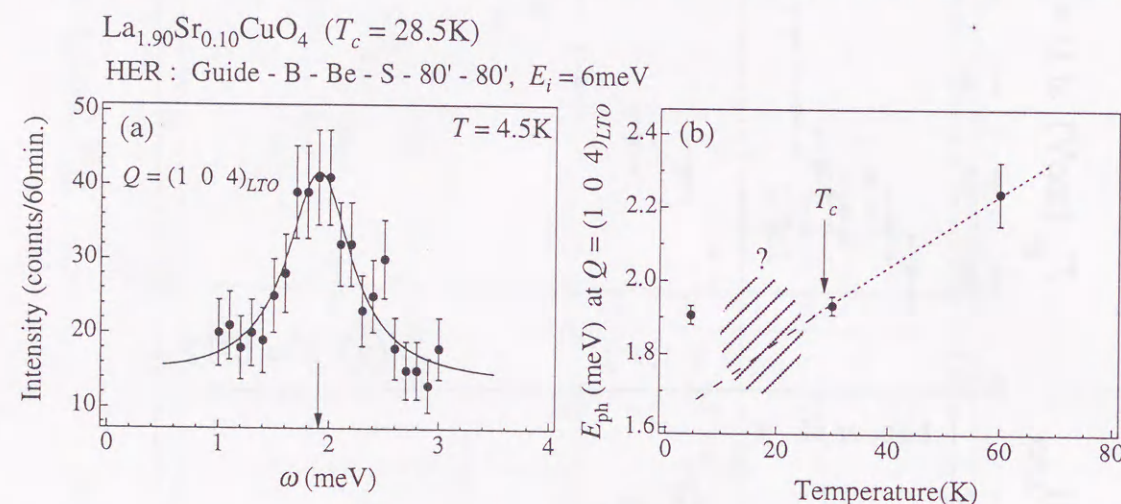 La1.90Sr0.10CuO4 (Tc = 28.5K)
HER : Guide - B - Be - S - 80' - 80', Ei = 6meV
(a)
T = 4.5K
Q = (1 0 4)LTO
Intensity (counts/60min.)
50
40
30
20
10
0
1
2
3
4
ω (meV)
(b)
Tc
?
Eph (meV) at Q = (1 0 4)LTO
2.4
2.2
2.0
1.8
1.6
0
20
40
60
80
Temperature(K)